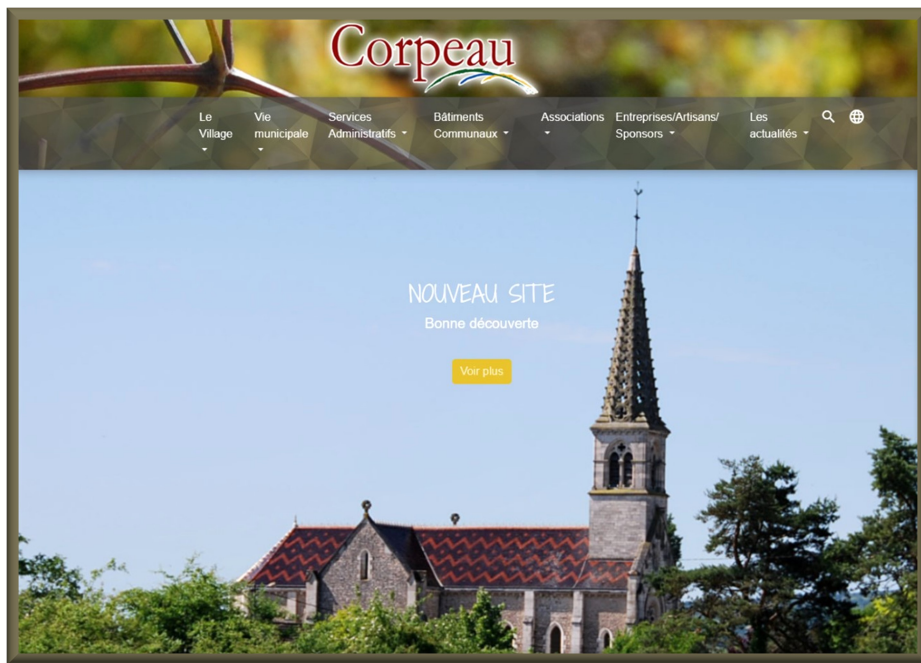 Corpeau
Le Village
Vie municipale
Services Administratifs
Bâtiments Communaux
Associations
Entreprises/Artisans/ Sponsors
Les actualités
NOUVEAU SITE
Bonne découverte
Voir plus